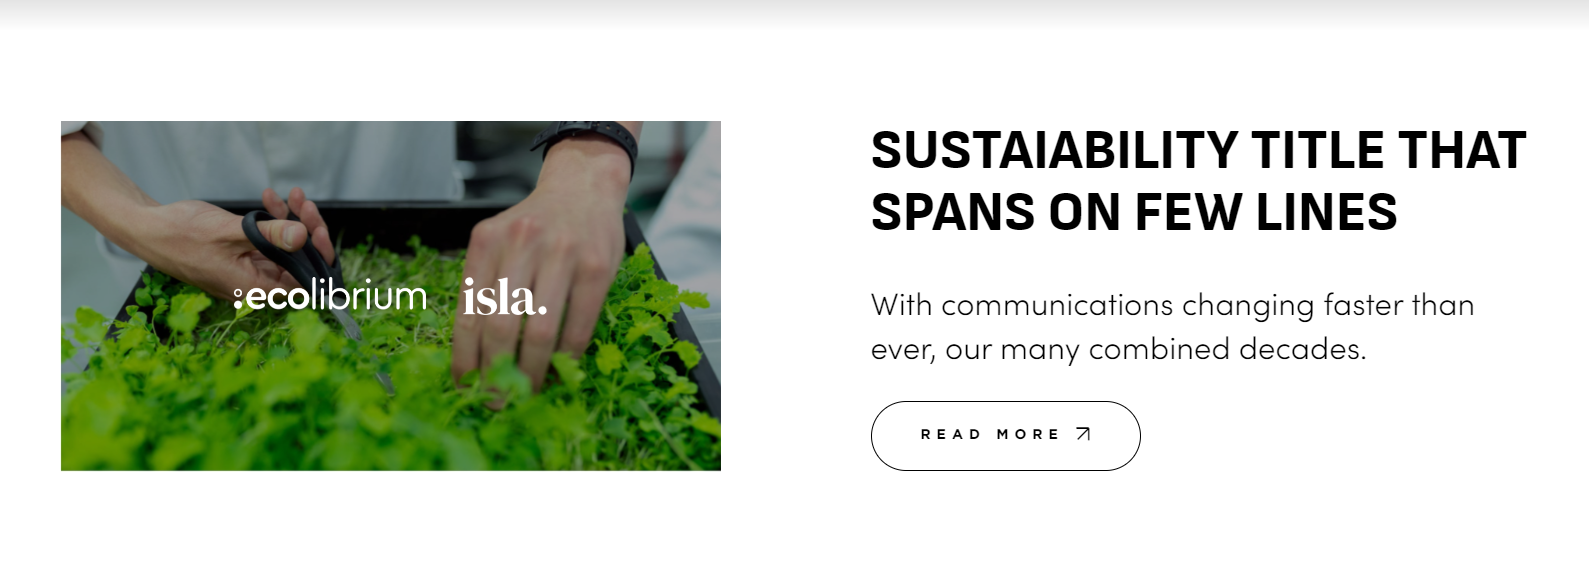 :ecolibrium isla.
SUSTAIABILITY TITLE THAT
SPANS ON FEW LINES
With communications changing faster than
ever, our many combined decades.
READ MORE